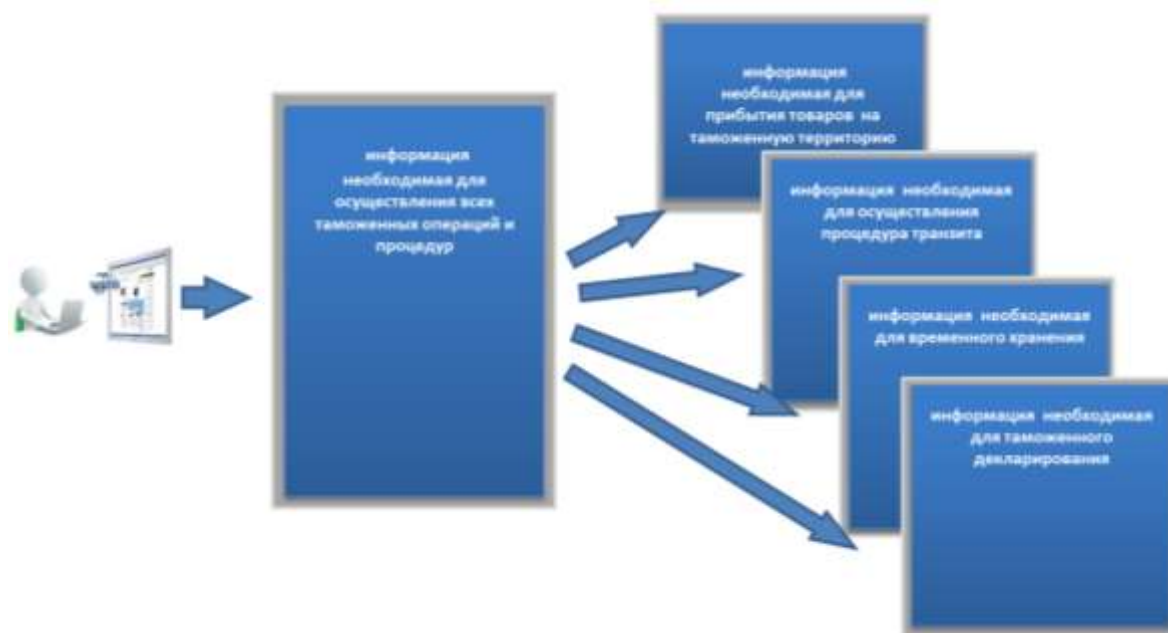 информация
необходимая для
осуществления всех
таможенных операций и
процедур
информация
необходимая для
прибытия товаров на
таможенную территорию
информация необходимая
для осуществления
процедура транзита
информация необходимая
для временного хранения
информация необходимая
для таможенного
декларирования